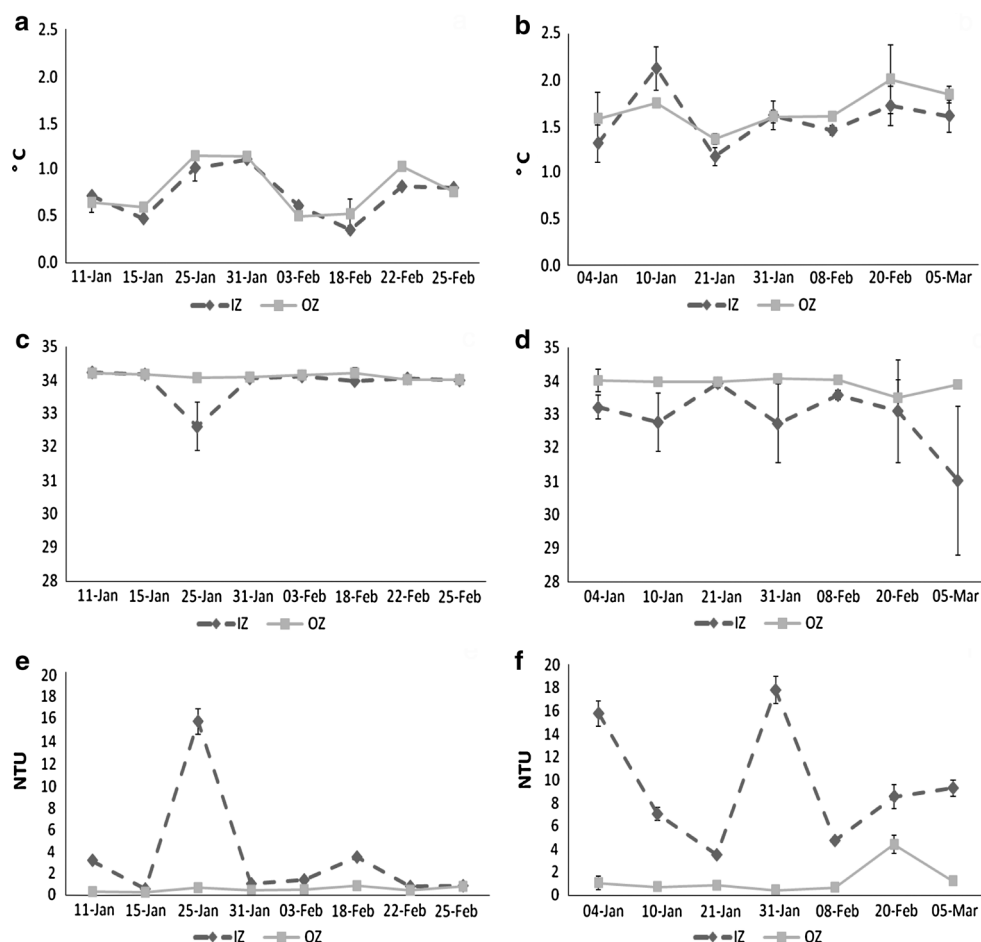 a
2.5
2.0
1.5
1.0
0.5
0.0
° C
11-Jan 15-Jan 25-Jan 31-Jan 03-Feb 18-Feb 22-Feb 25-Feb
IZ OZ
b
2.5
2.0
1.5
1.0
0.5
0.0
° C
04-Jan 10-Jan 21-Jan 31-Jan 08-Feb 20-Feb 05-Mar
IZ OZ
c
35
34
33
32
31
30
29
28
11-Jan 15-Jan 25-Jan 31-Jan 03-Feb 18-Feb 22-Feb 25-Feb
IZ OZ
d
35
34
33
32
31
30
29
28
04-Jan 10-Jan 21-Jan 31-Jan 08-Feb 20-Feb 05-Mar
IZ OZ
e
20
18
16
14
12
10
8
6
4
2
0
NTU
11-Jan 15-Jan 25-Jan 31-Jan 03-Feb 18-Feb 22-Feb 25-Feb
IZ OZ
f
20
18
16
14
12
10
8
6
4
2
0
NTU
04-Jan 10-Jan 21-Jan 31-Jan 08-Feb 20-Feb 05-Mar
IZ OZ